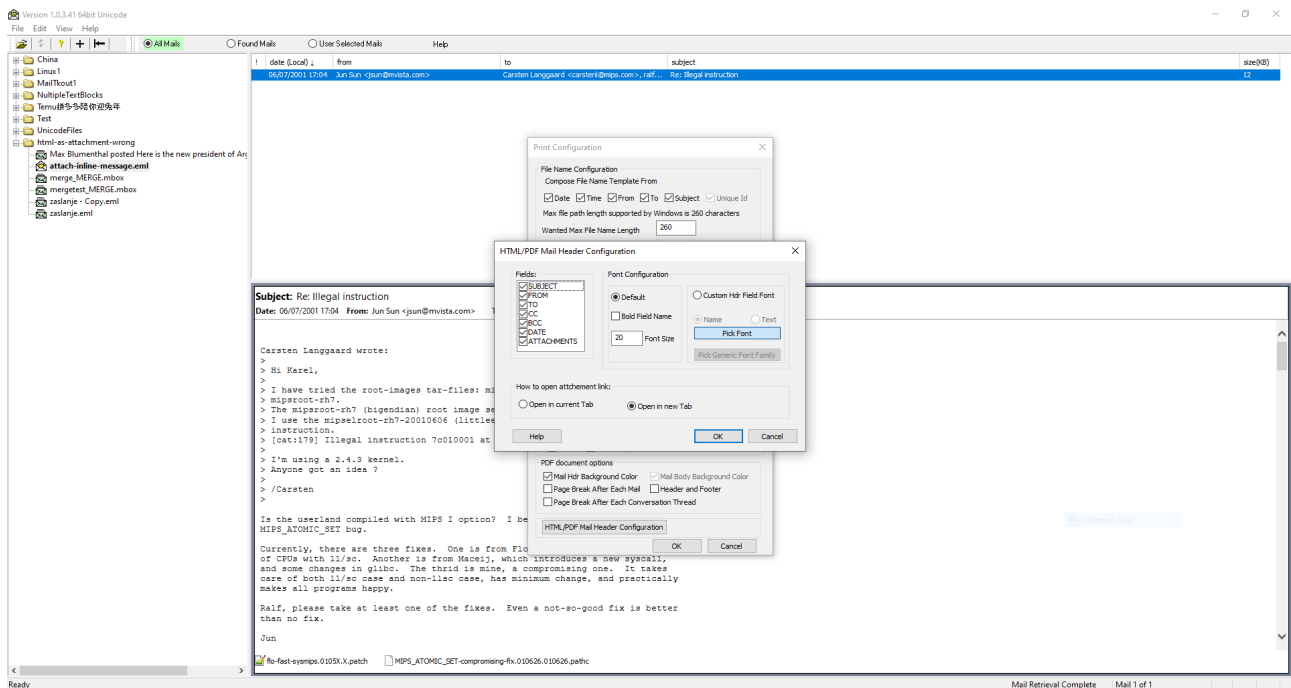 Version 1.0.3.41 64bit Unicode
File Edit View Help
All Mails Found Mails User Selected Mails Help
China
Linux1
MailTkout1
NultipleTextBlocks
Temu拼多多陪你迎兔年
Test
UnicodeFiles
html-as-attachment-wrong
Max Blumenthal posted Here is the new president of Arg
attach-inline-message.eml
merge_MERGE.mbox
mergetest_MERGE.mbox
zaslanje - Copy.eml
zaslanje.eml
! date (Local) ↓ from to subject size(KB)
06/07/2001 17:04 Jun Sun <jsun@mvista.com> Carsten Langgaard <carstenl@mips.com>, ralf... Re: Illegal instruction 12
Print Configuration
File Name Configuration
Compose File Name Template From
Date Time From To Subject Unique Id
Max file path length supported by Windows is 260 characters
Wanted Max File Name Length 260
HTML/PDF Mail Header Configuration
Fields:
SUBJECT
FROM
TO
CC
BCC
DATE
ATTACHMENTS
Font Configuration
Default
Bold Field Name
20 Font Size
Custom Hdr Field Font
Name Text
Pick Font
Pick Generic Font Family
How to open attchement link:
Open in current Tab Open in new Tab
Help OK Cancel
PDF document options
Mail Hdr Background Color Mail Body Background Color
Page Break After Each Mail Header and Footer
Page Break After Each Conversation Thread
HTML/PDF Mail Header Configuration
OK Cancel
Subject: Re: Illegal instruction
Date: 06/07/2001 17:04 From: Jun Sun <jsun@mvista.com>
Carsten Langgaard wrote:
>
> Hi Karel,
>
> I have tried the root-images tar-files: mi
> mipsroot-rh7.
> The mipsroot-rh7 (bigendian) root image se
> I use the mipselroot-rh7-20010606 (littlee
> instruction.
> [cat:179] Illegal instruction 7c010001 at
>
> I'm using a 2.4.3 kernel.
> Anyone got an idea ?
>
> /Carsten
>
Is the userland compiled with MIPS I option? I be
MIPS_ATOMIC_SET bug.
Currently, there are three fixes. One is from Flo
of CPUs with ll/sc. Another is from Maceij, which introduces a new syscall,
and some changes in glibc. The thrid is mine, a compromising one. It takes
care of both ll/sc case and non-llsc case, has minimum change, and practically
makes all programs happy.
Ralf, please take at least one of the fixes. Even a not-so-good fix is better
than no fix.
Jun
flo-fast-sysmips.0105X.X.patch MIPS_ATOMIC_SET-compromising-fix.010626.010626.pathc
Ready Mail Retrieval Complete Mail 1 of 1